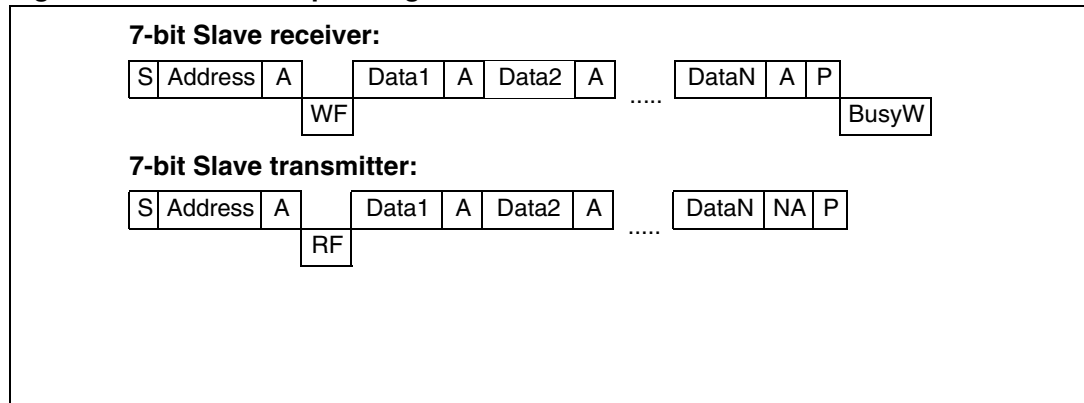 7-bit Slave receiver:
S Address A Data1 A Data2 A ..... DataN A P
WF BusyW
7-bit Slave transmitter:
S Address A Data1 A Data2 A ..... DataN NA P
RF